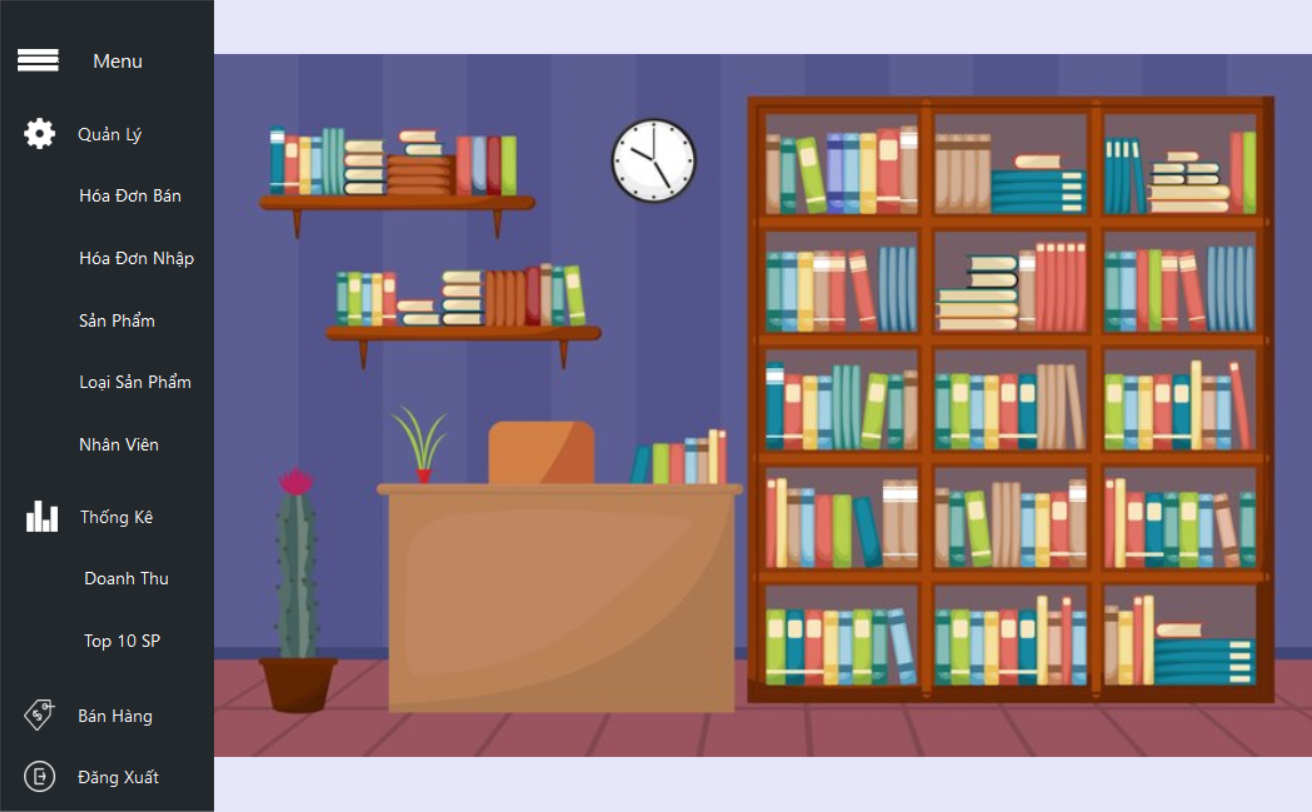 Menu
Quản Lý
Hóa Đơn Bán
Hóa Đơn Nhập
Sản Phẩm
Loại Sản Phẩm
Nhân Viên
Thống Kê
Doanh Thu
Top 10 SP
Bán Hàng
Đăng Xuất